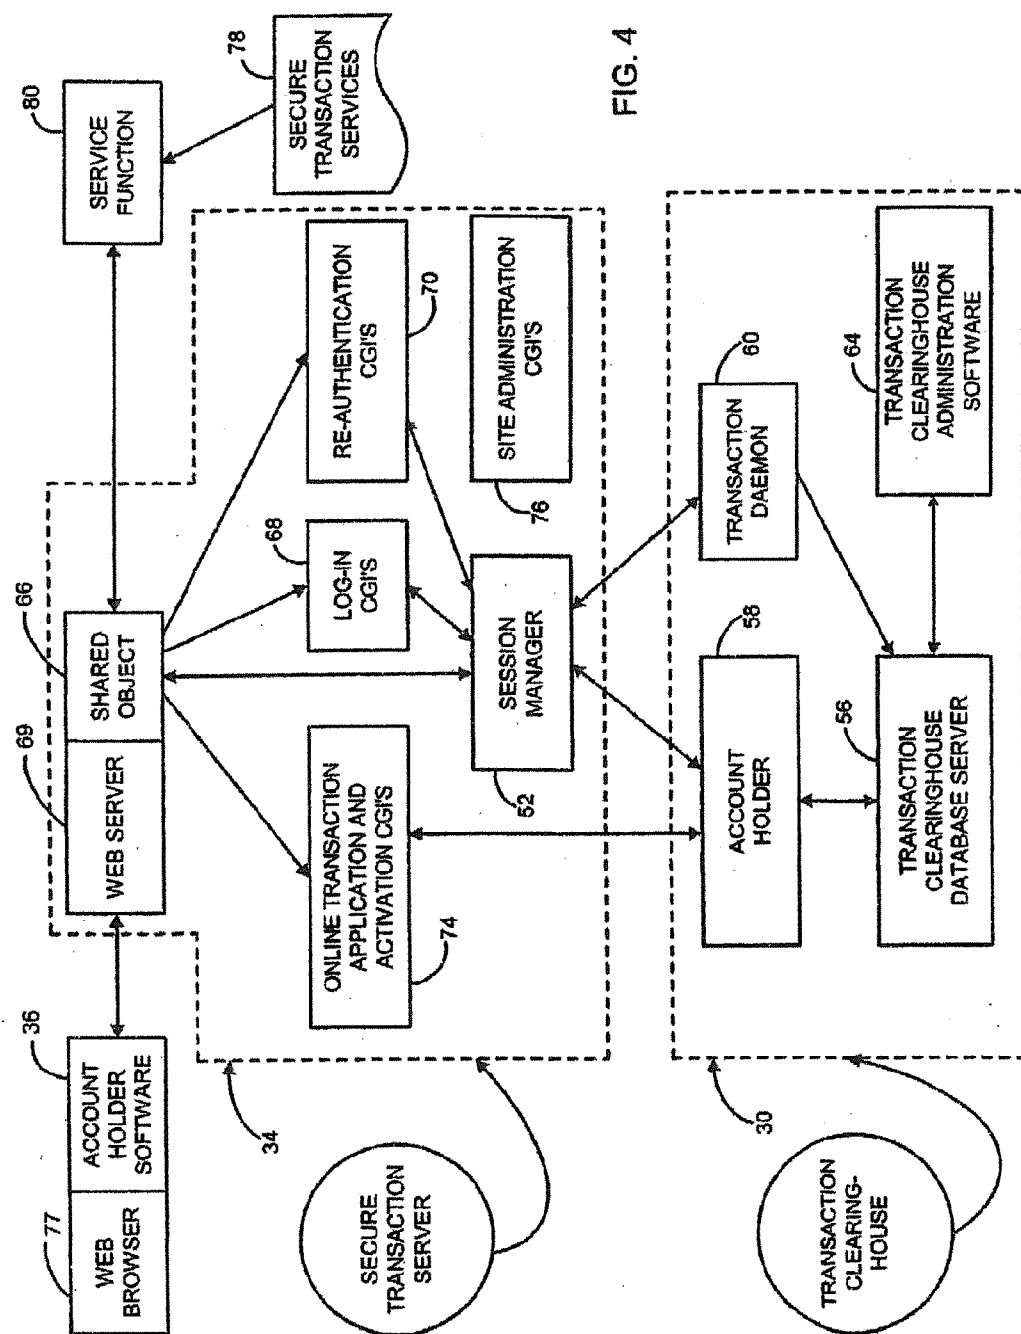 77
WEB
BROWSER
36
ACCOUNT
HOLDER
SOFTWARE
69
WEB SERVER
66
SHARED
OBJECT
80
SERVICE
FUNCTION
78
SECURE
TRANSACTION
SERVICES
34
SECURE
TRANSACTION
SERVER
ONLINE TRANSACTION
APPLICATION AND
ACTIVATION CGI'S
74
68
LOG-IN
CGI'S
RE-AUTHENTICATION
CGI'S
70
SESSION
MANAGER
52
SITE ADMINISTRATION
CGI'S
76
FIG. 4
30
TRANSACTION
CLEARING-
HOUSE
ACCOUNT
HOLDER
58
TRANSACTION
DAEMON
60
56
TRANSACTION
CLEARINGHOUSE
DATABASE SERVER
64
TRANSACTION
CLEARINGHOUSE
ADMINISTRATION
SOFTWARE